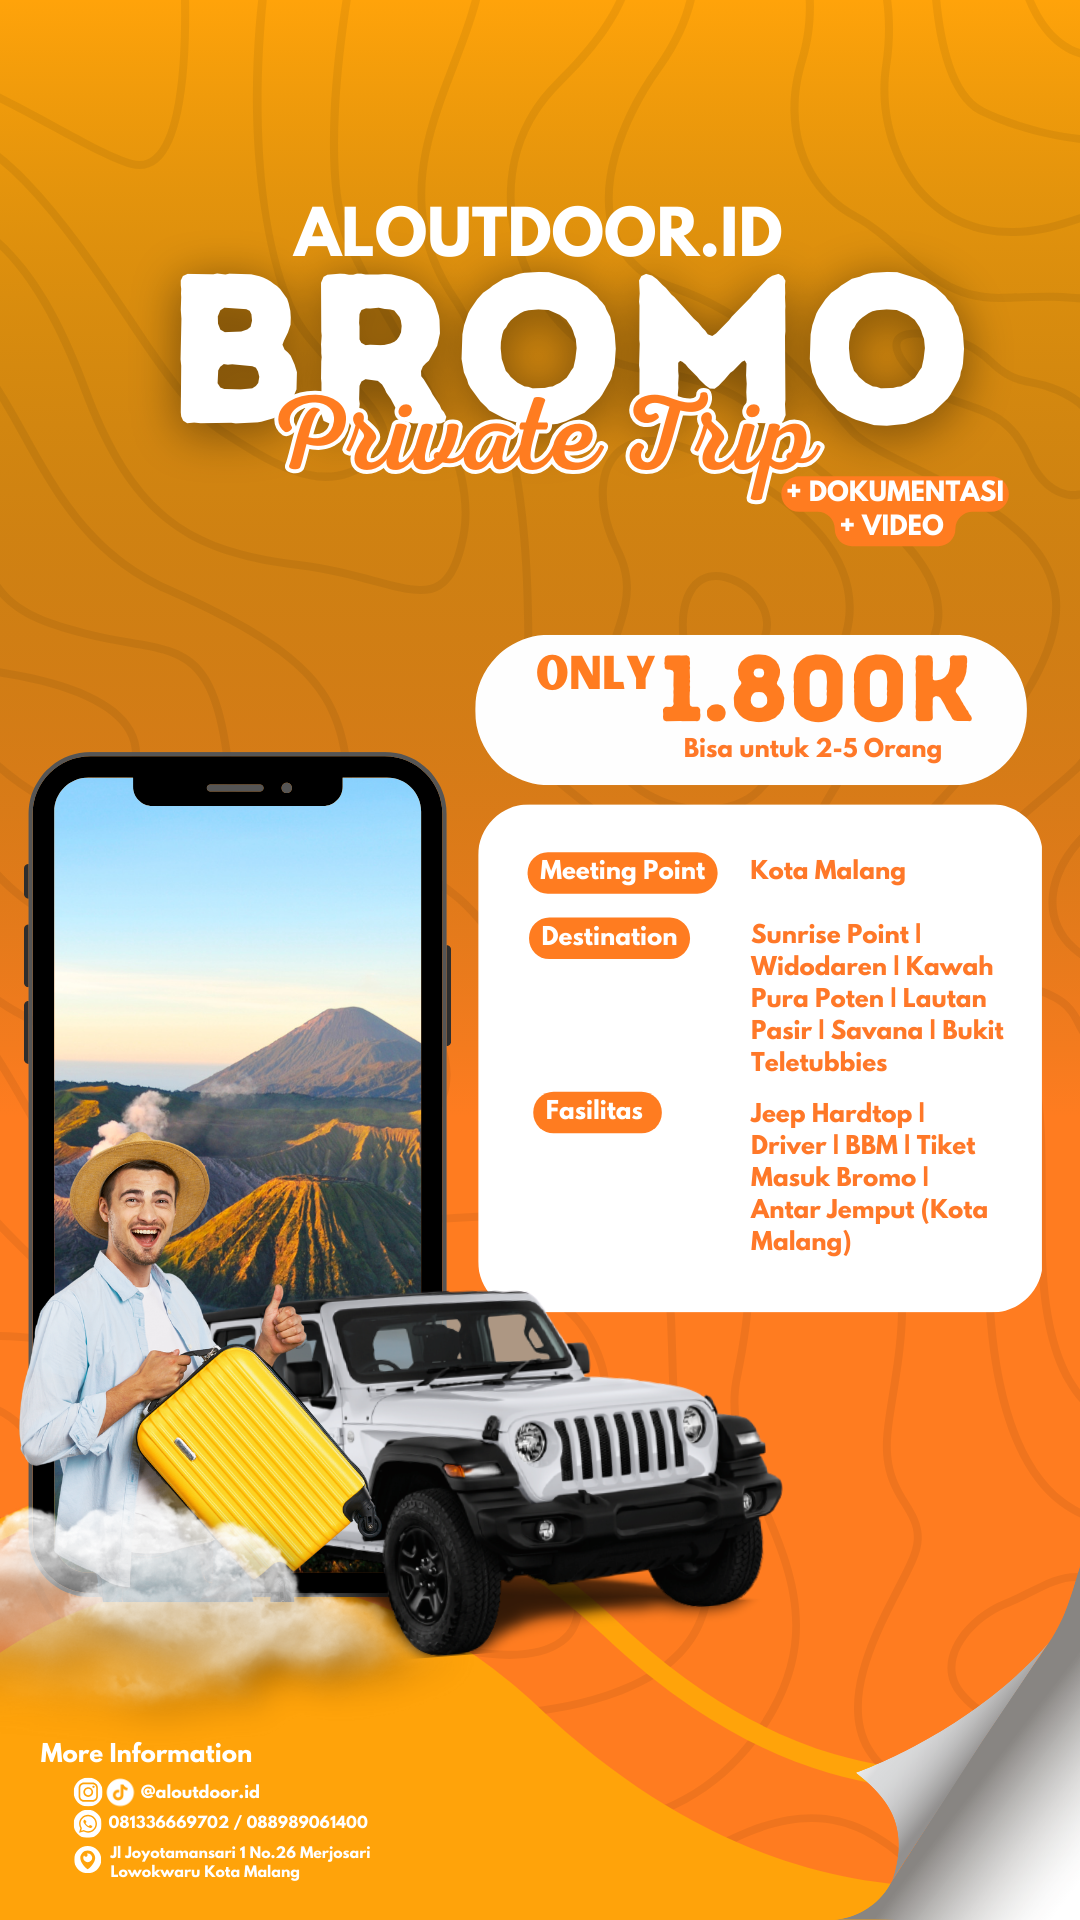 ALOUTDOOR.ID
BROMO
Private Trip
+ DOKUMENTASI
+ VIDEO
ONLY 1.800K
Bisa untuk 2-5 Orang
Meeting Point
Kota Malang
Destination
Sunrise Point |
Widodaren | Kawah
Pura Poten | Lautan
Pasir | Savana | Bukit
Teletubbies
Fasilitas
Jeep Hardtop |
Driver | BBM | Tiket
Masuk Bromo |
Antar Jemput (Kota
Malang)
More Information
@aloutdoor.id
081336669702 / 088989061400
Jl Joyotamansari 1 No.26 Merjosari
Lowokwaru Kota Malang